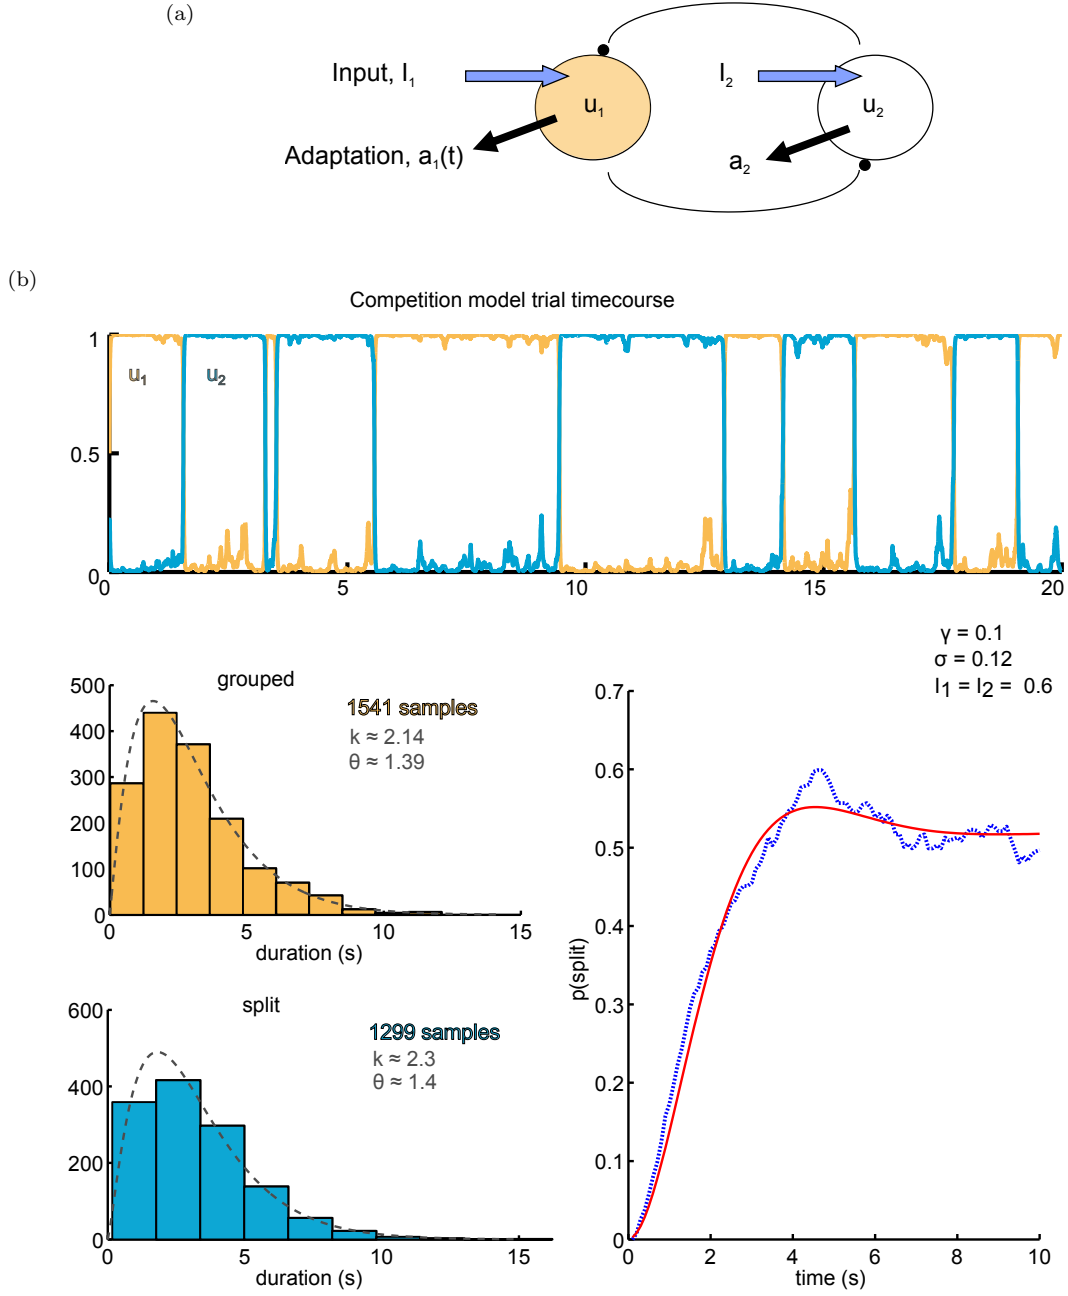 (a)
Input, I1
I2
u1
u2
Adaptation, a1(t)
a2
(b)
Competition model trial timecourse
1
u1
u2
0.5
0
0
5
10
15
20
γ = 0.1
σ = 0.12
I1 = I2 = 0.6
grouped
1541 samples
k ≈ 2.14
θ ≈ 1.39
500
400
300
200
100
0
0
5
10
15
duration (s)
split
1299 samples
k ≈ 2.3
θ ≈ 1.4
600
400
200
0
0
5
10
15
duration (s)
0.7
0.6
0.5
0.4
0.3
0.2
0.1
0
p(split)
0
2
4
6
8
10
time (s)